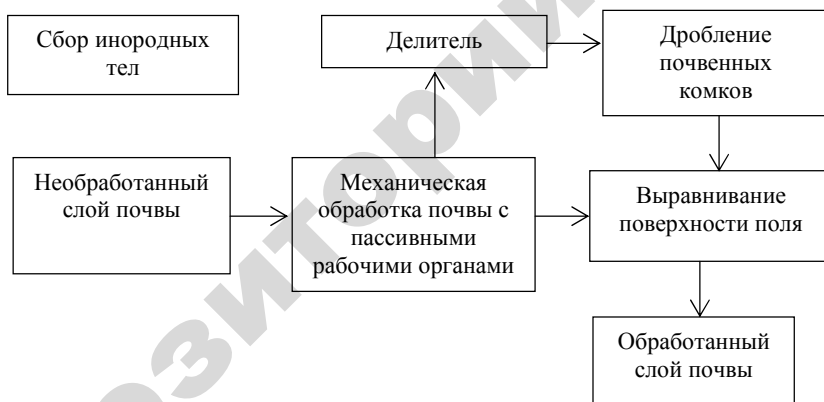 Сбор инородных
тел
Делитель
Дробление
почвенных
комков
Необработанный
слой почвы
Механическая
обработка почвы с
пассивными
рабочими органами
Выравнивание
поверхности поля
Обработанный
слой почвы